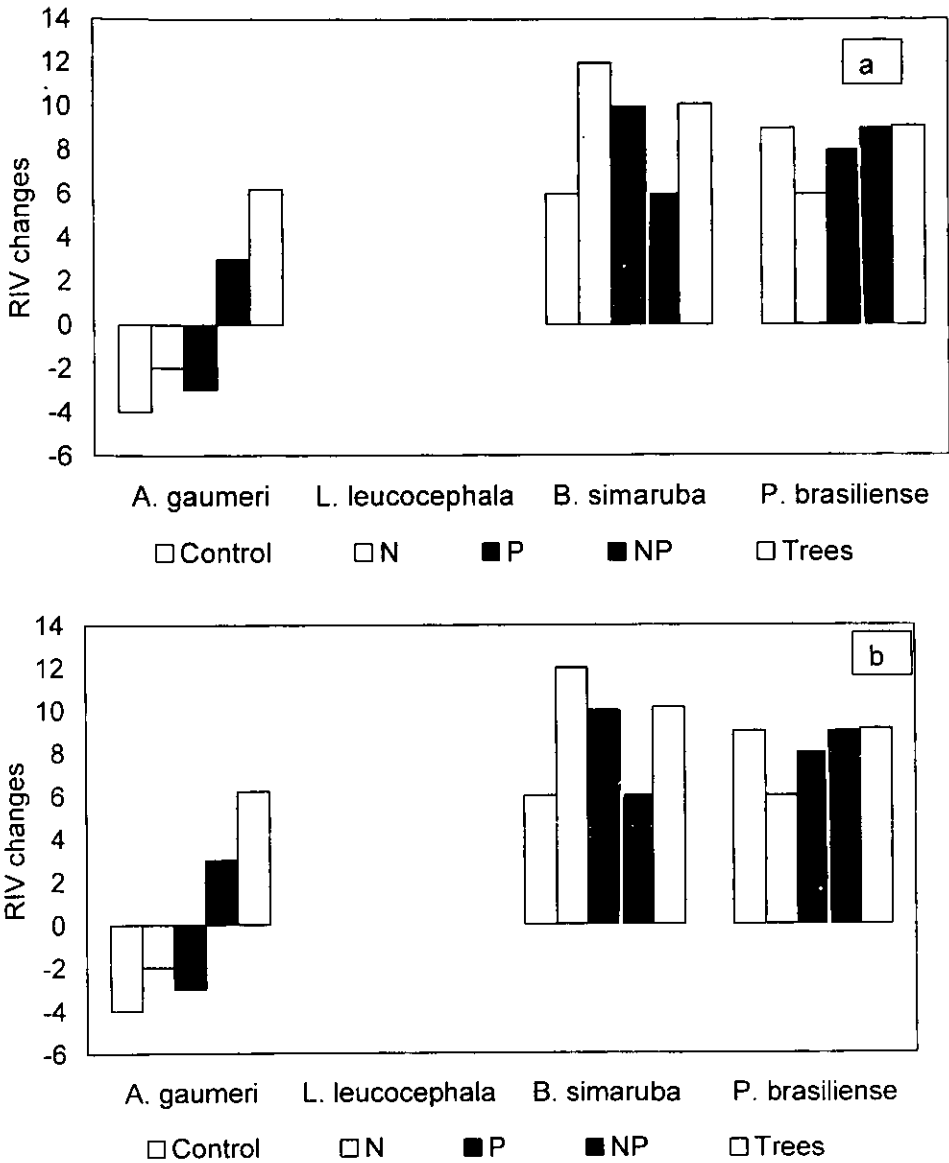 14
12
10
8
6
4
2
0
-2
-4
-6
RIV changes
a
A. gaumeri L. leucocephala B. simaruba P. brasiliense
Control N P NP Trees
14
12
10
8
6
4
2
0
-2
-4
-6
RIV changes
b
A. gaumeri L. leucocephala B. simaruba P. brasiliense
Control N P NP Trees